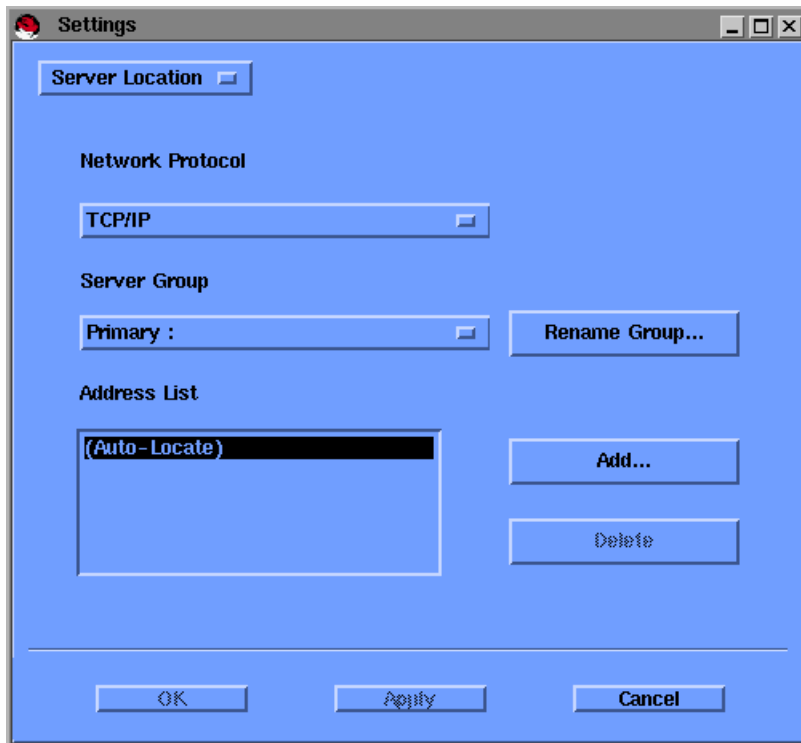 Settings
Server Location
Network Protocol
TCP/IP
Server Group
Primary :
Rename Group...
Address List
(Auto-Locate)
Add...
Delete
OK
Apply
Cancel